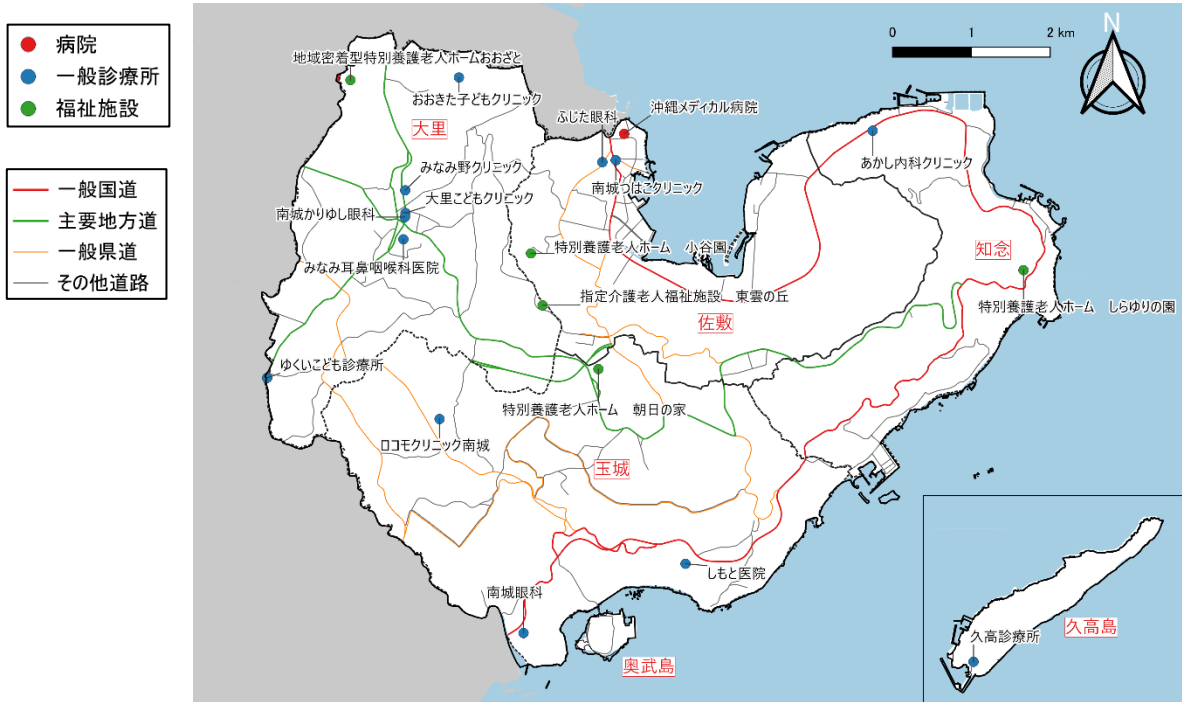 病院
一般診療所
福祉施設
一般国道
主要地方道
一般県道
その他道路
0 1 2 km
N
地域密着型特別養護老人ホームおおざと
おおきた子どもクリニック
大里
ふじた眼科
沖縄メディカル病院
あかし内科クリニック
みなみ野クリニック
南城つはこクリニック
大里こどもクリニック
南城かりゆし眼科
みなみ耳鼻咽喉科医院
特別養護老人ホーム 小谷園
知念
指定介護老人福祉施設 東雲の丘
特別養護老人ホーム しらゆりの園
佐敷
ゆくいこども診療所
特別養護老人ホーム 朝日の家
ロコモクリニック南城
玉城
しもと医院
南城眼科
奥武島
久高島
久高診療所